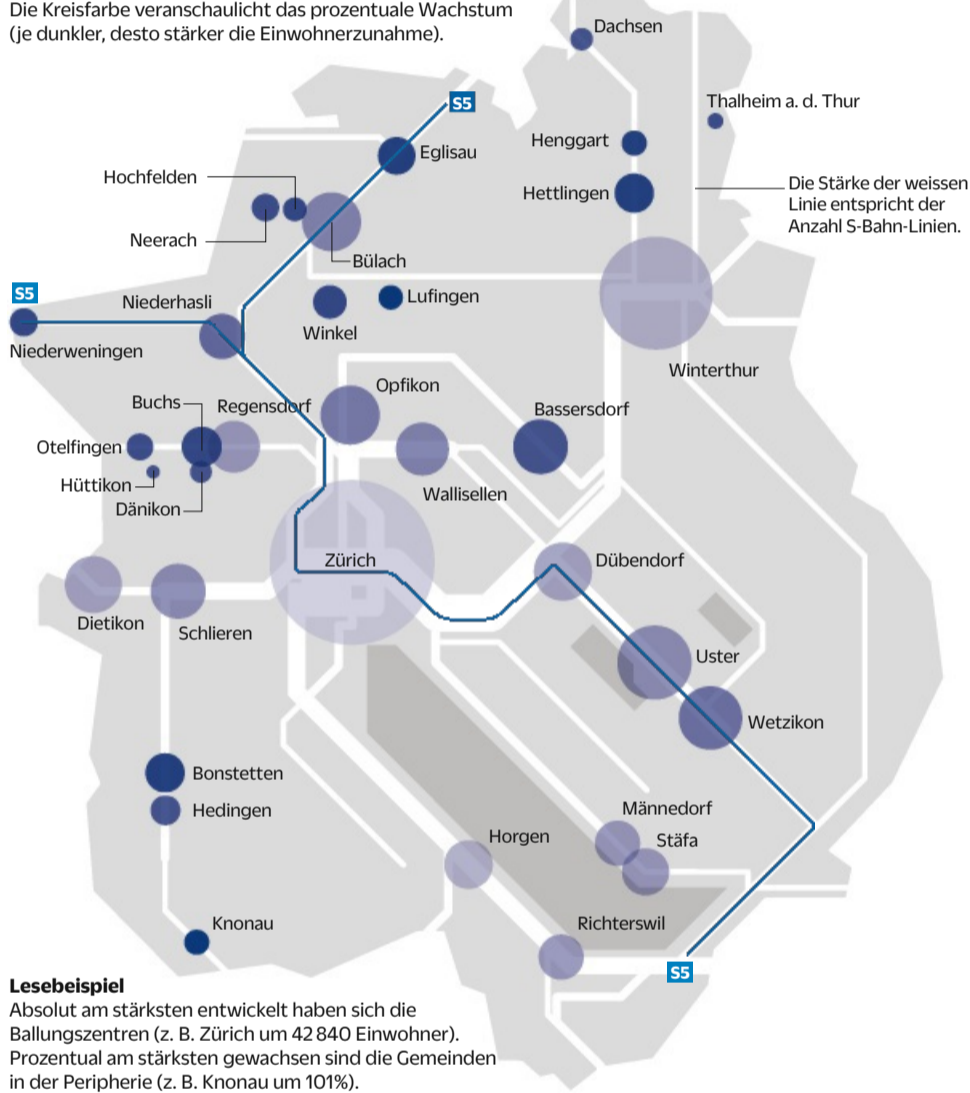 Die Kreisfarbe veranschaulicht das prozentuale Wachstum
(je dunkler, desto stärker die Einwohnerzunahme).
Dachsen
S5
Thalheim a. d. Thur
Henggart
Eglisau
Hochfelden
Hettlingen
Die Stärke der weissen
Linie entspricht der
Anzahl S-Bahn-Linien.
Neerach
Bülach
S5
Niederhasli
Lufingen
Winkel
Niederweningen
Winterthur
Opfikon
Buchs
Regensdorf
Bassersdorf
Otelfingen
Hüttikon
Wallisellen
Dänikon
Zürich
Dübendorf
Dietikon
Schlieren
Uster
Wetzikon
Bonstetten
Hedingen
Männedorf
Horgen
Stäfa
Knonau
Richterswil
S5
Lesebeispiel
Absolut am stärksten entwickelt haben sich die
Ballungszentren (z. B. Zürich um 42 840 Einwohner).
Prozentual am stärksten gewachsen sind die Gemeinden
in der Peripherie (z. B. Knonau um 101%).